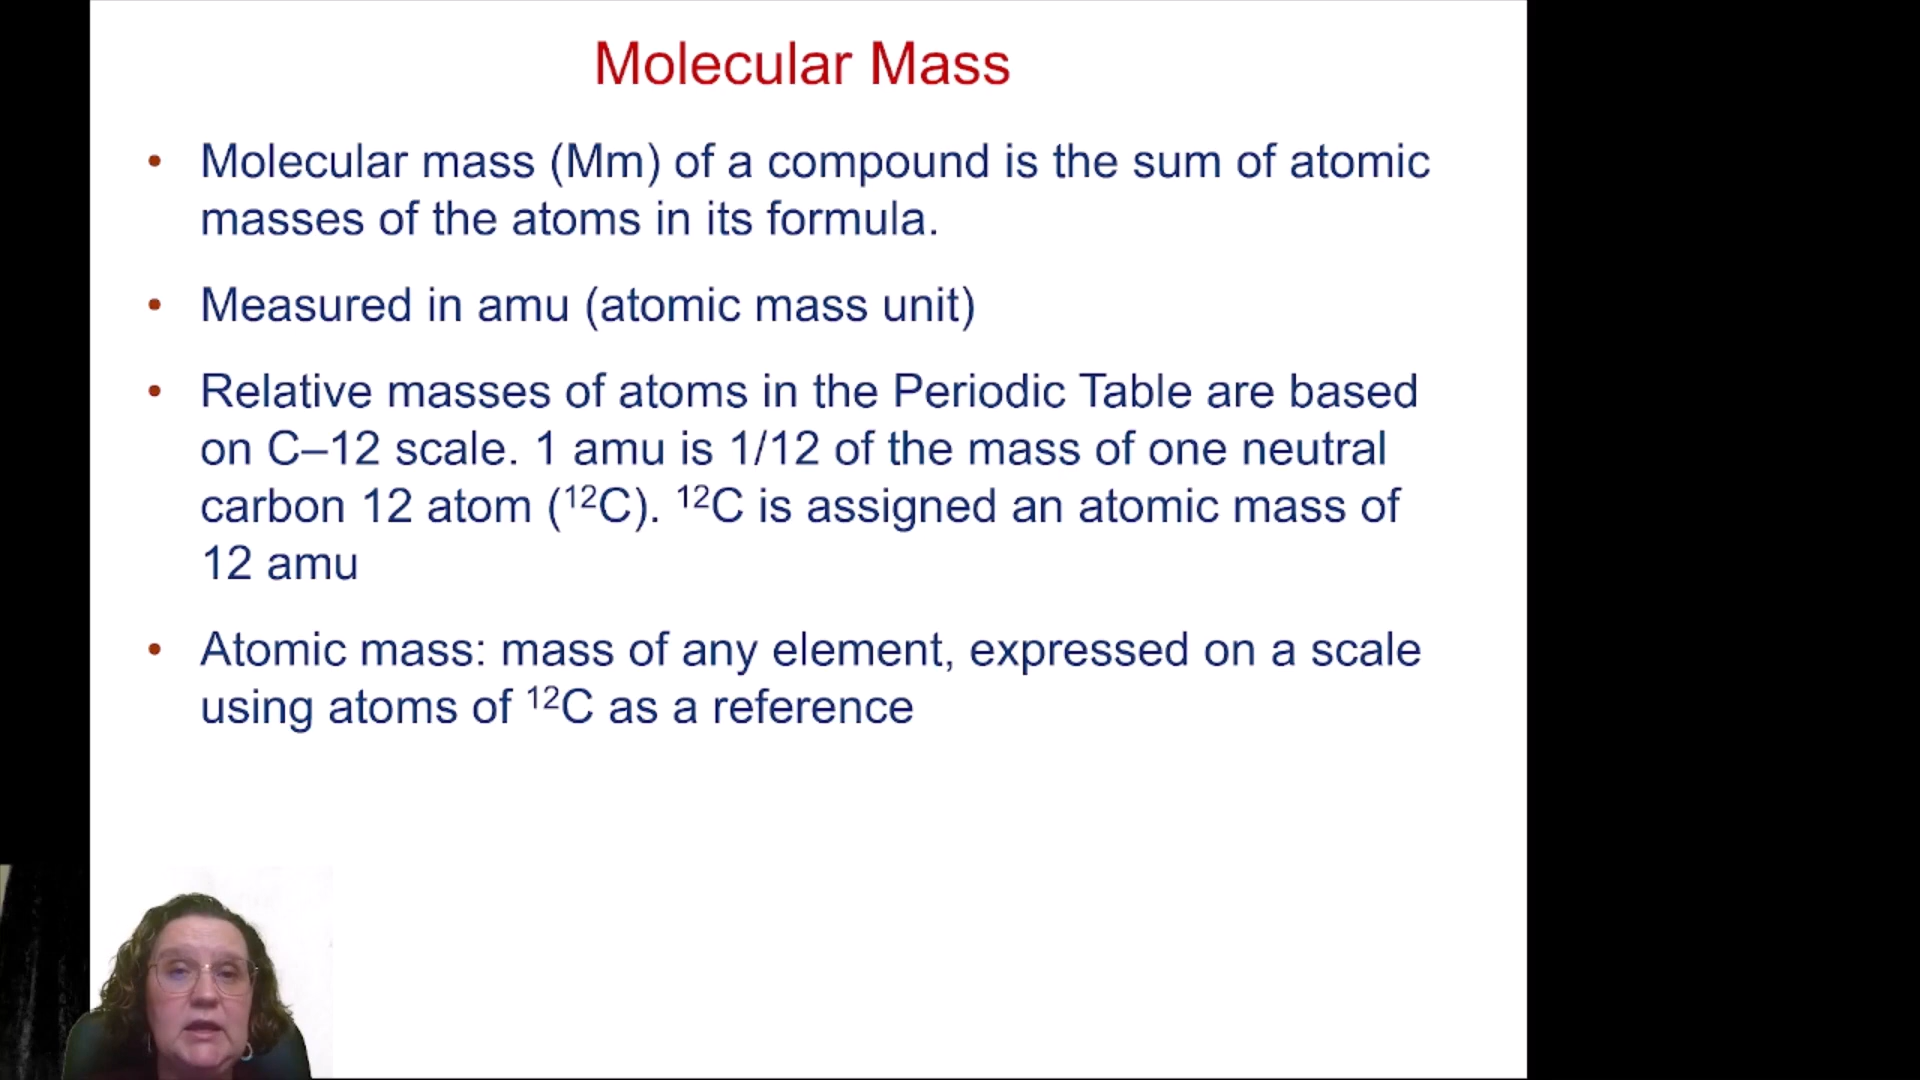 Molecular Mass
• Molecular mass (Mm) of a compound is the sum of atomic
masses of the atoms in its formula.
• Measured in amu (atomic mass unit)
• Relative masses of atoms in the Periodic Table are based
on C–12 scale. 1 amu is 1/12 of the mass of one neutral
carbon 12 atom (¹²C). ¹²C is assigned an atomic mass of
12 amu
• Atomic mass: mass of any element, expressed on a scale
using atoms of ¹²C as a reference